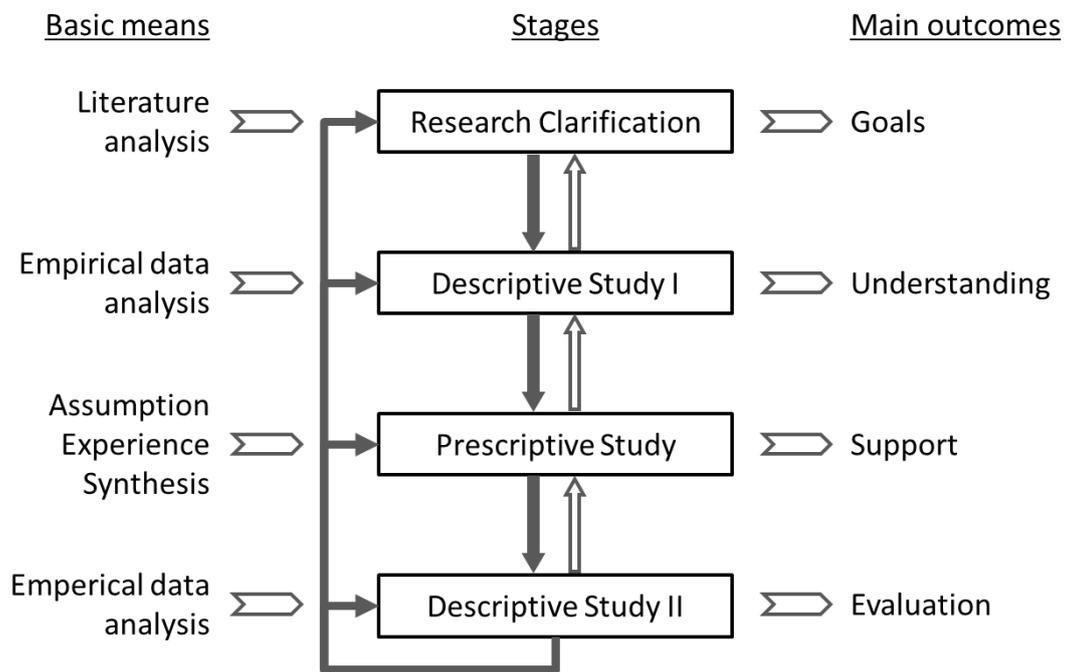 Basic means
Stages
Main outcomes
Literature
analysis
Research Clarification
Goals
Empirical data
analysis
Descriptive Study I
Understanding
Assumption
Experience
Synthesis
Prescriptive Study
Support
Emperical data
analysis
Descriptive Study II
Evaluation